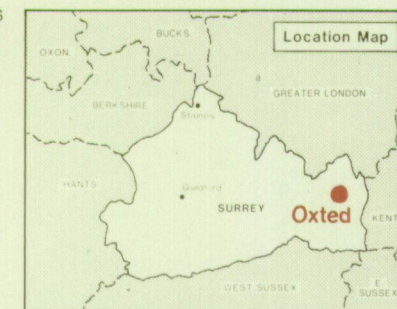 S
BUCKS.
OXON.
Location Map
GREATER LONDON
BERKSHIRE
Staines
HANTS
Guildford
SURREY
Oxted
KENT
WEST SUSSEX
E.
SUSSEX